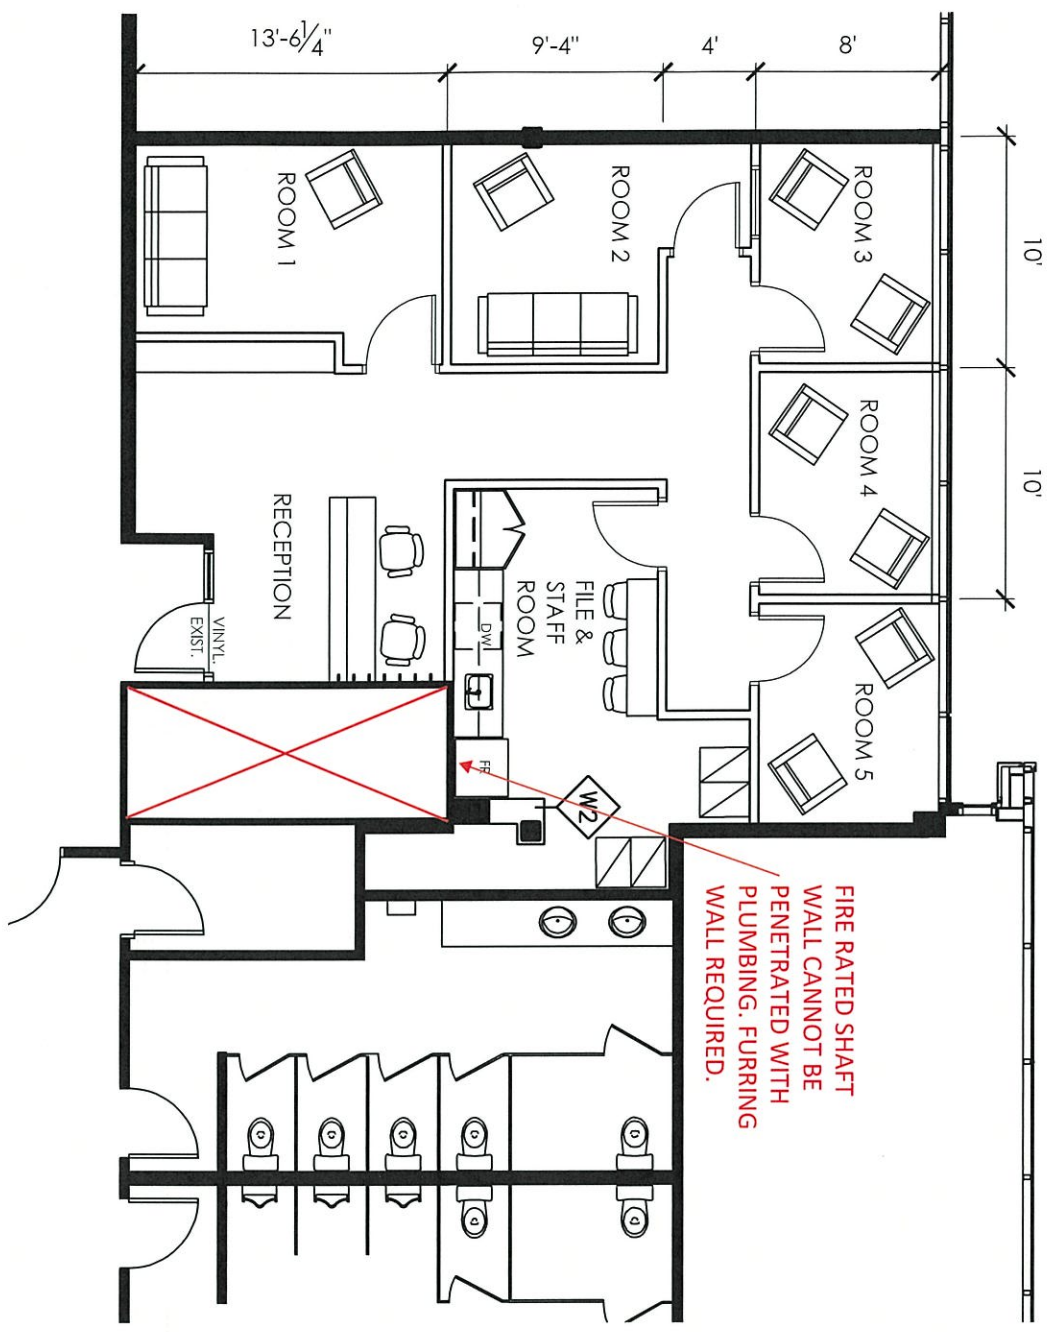 13'-6 1/4"
9'-4"
4'
8'
10'
10'
ROOM 1
ROOM 2
ROOM 3
ROOM 4
ROOM 5
RECEPTION
FILE &
STAFF
ROOM
DW
FR
VINYL.
EXIST.
W2
FIRE RATED SHAFT
WALL CANNOT BE
PENETRATED WITH
PLUMBING. FURRING
WALL REQUIRED.